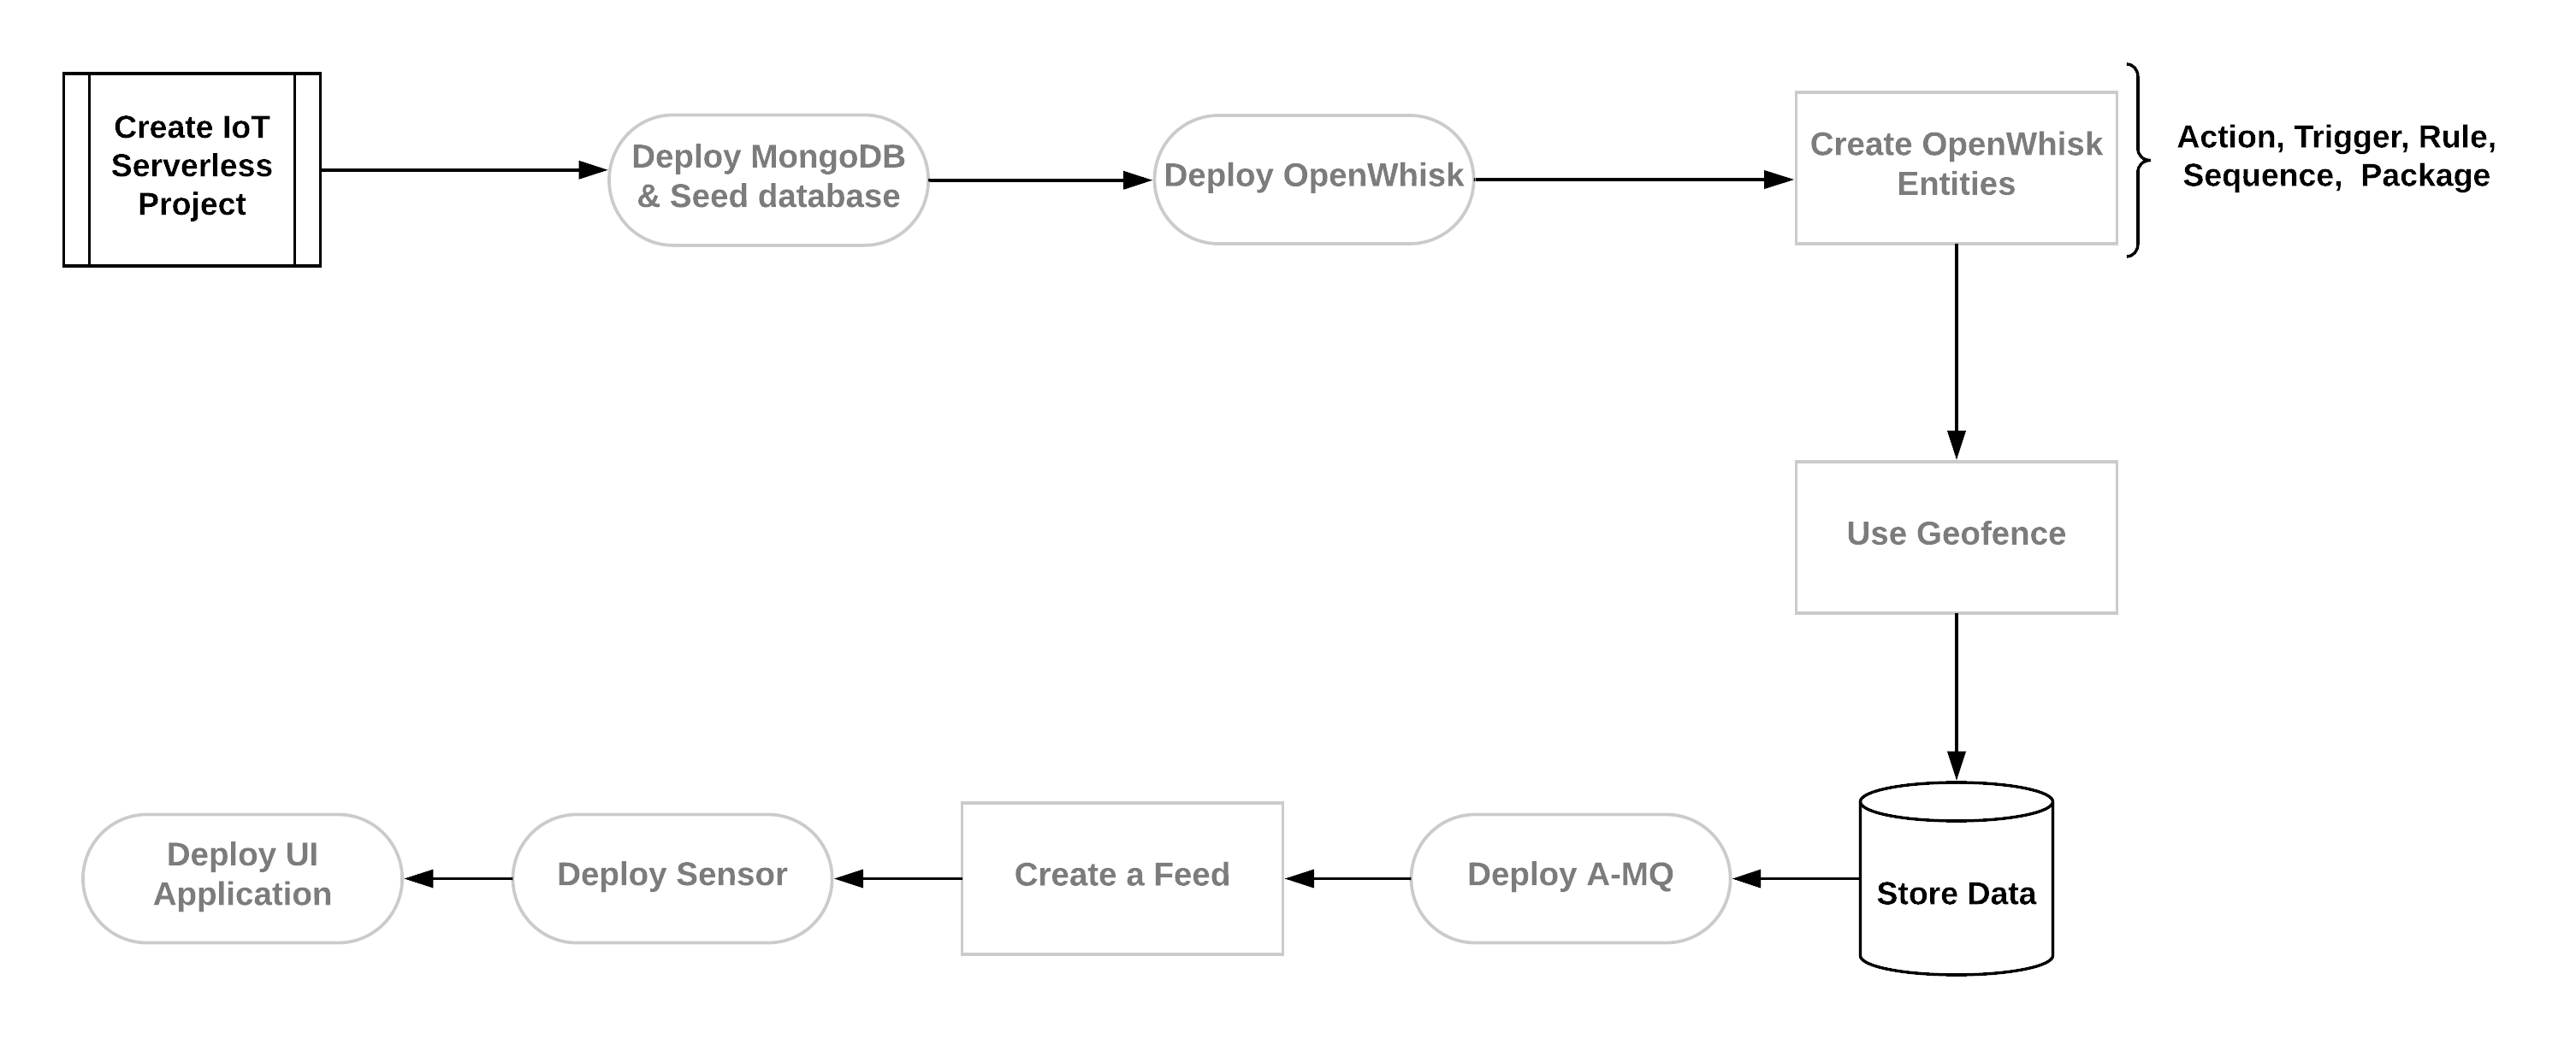 Create IoT
Serverless
Project
Deploy MongoDB
& Seed database
Deploy OpenWhisk
Create OpenWhisk
Entities
Action, Trigger, Rule,
Sequence, Package
Use Geofence
Store Data
Deploy A-MQ
Create a Feed
Deploy Sensor
Deploy UI
Application